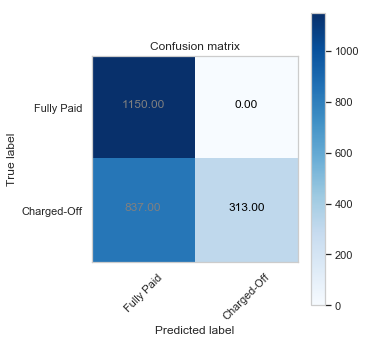 Confusion matrix
True label
Fully Paid
1150.00
0.00
Charged-Off
837.00
313.00
Fully Paid
Charged-Off
Predicted label
1000
800
600
400
200
0